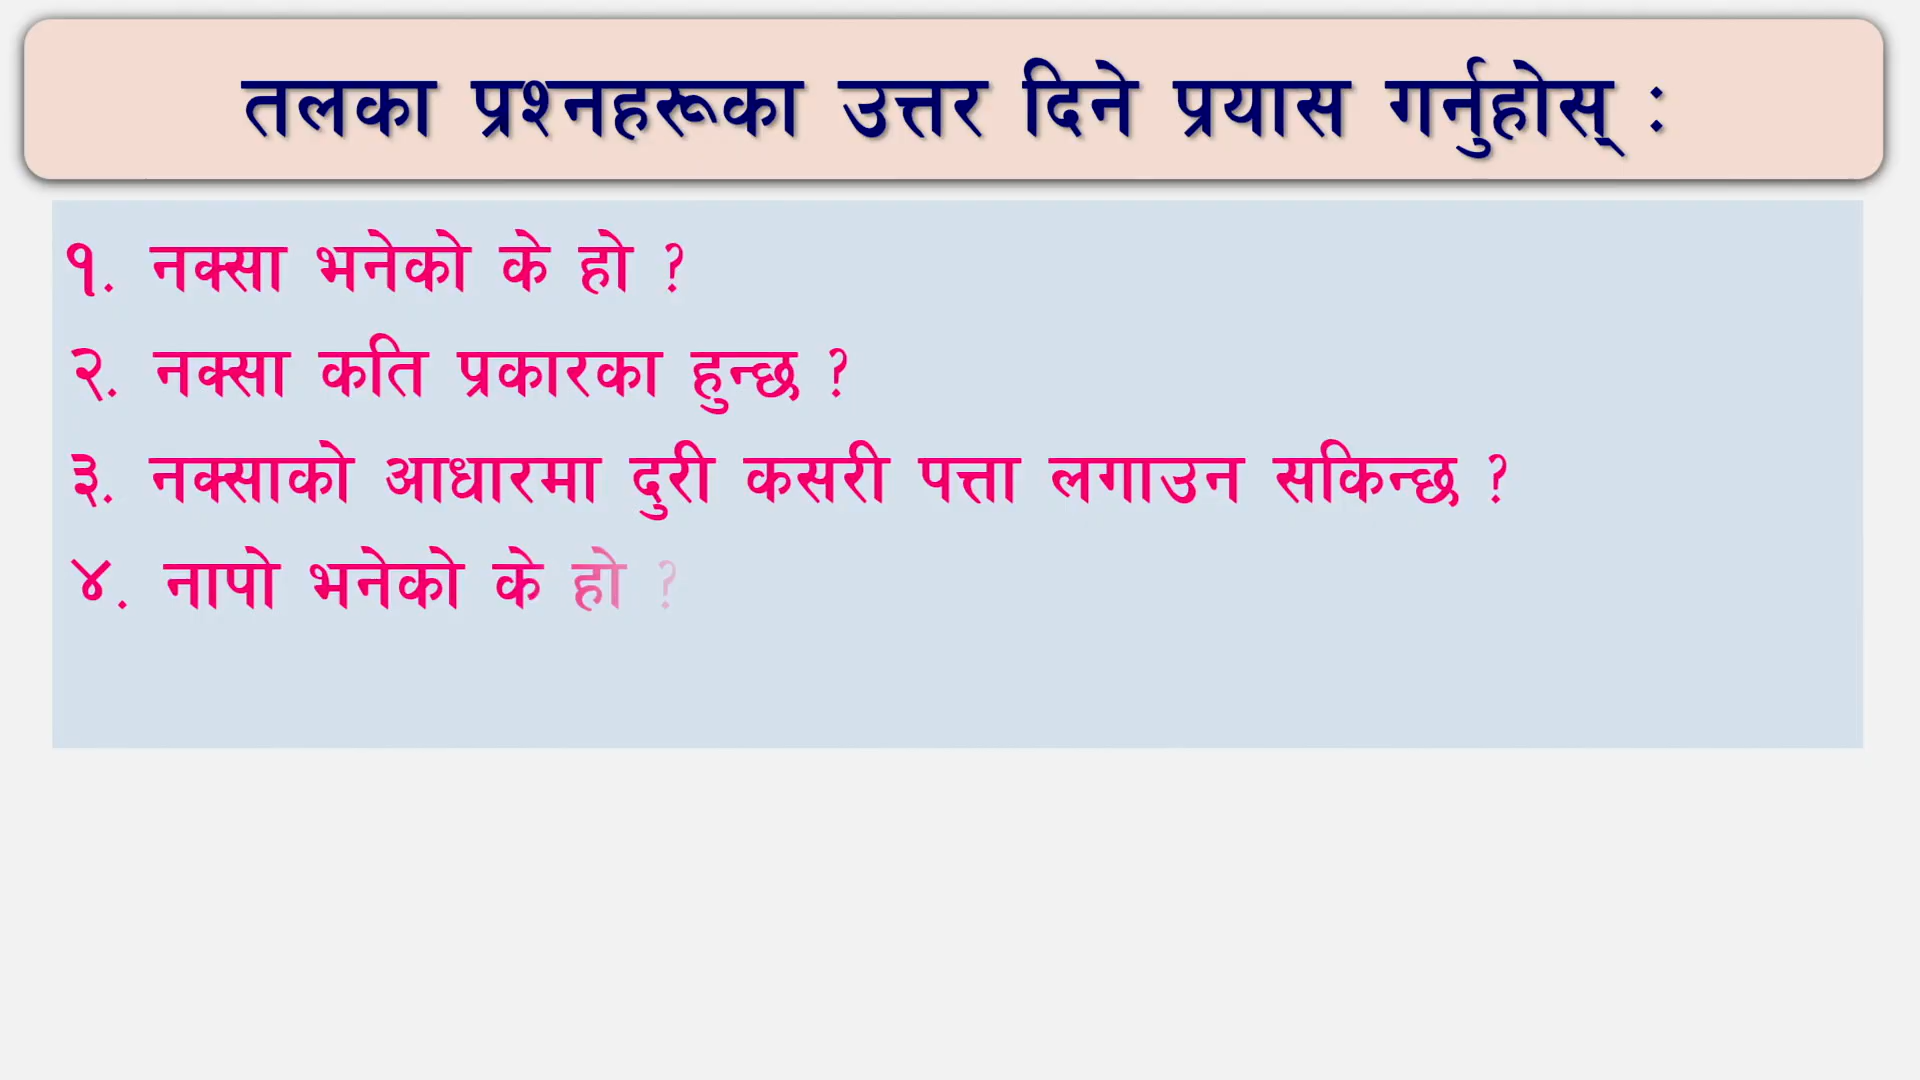 तलका प्रश्नहरूका उत्तर दिने प्रयास गर्नुहोस् :
१. नक्सा भनेको के हो ?
२. नक्सा कति प्रकारका हुन्छ ?
३. नक्साको आधारमा दुरी कसरी पत्ता लगाउन सकिन्छ ?
४. नापो भनेको के हो ?